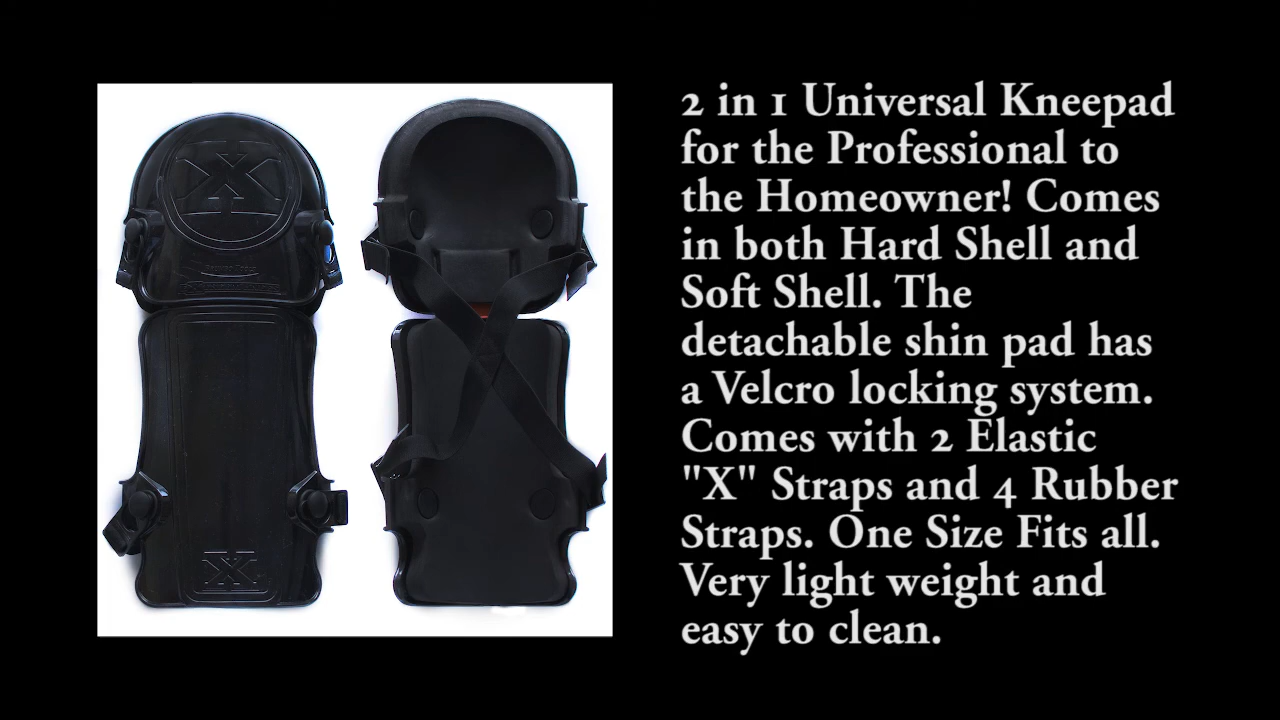 2 in 1 Universal Kneepad
for the Professional to
the Homeowner! Comes
in both Hard Shell and
Soft Shell. The
detachable shin pad has
a Velcro locking system.
Comes with 2 Elastic
"X" Straps and 4 Rubber
Straps. One Size Fits all.
Very light weight and
easy to clean.
X
X